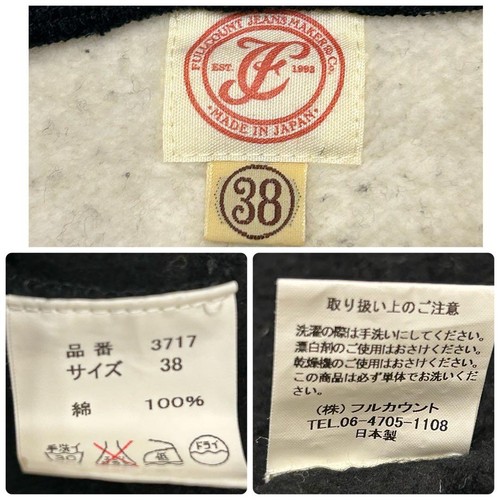 FULLCOUNT JEANS MAKER & Co.
EST. 1993
FC
・MADE IN JAPAN・
38
品番 3717
サイズ 38
綿 100%
手洗イ
30
低
ドライ
取り扱い上のご注意
洗濯の際は手洗いにしてください。
漂白剤のご使用はおさけください。
乾燥機のご使用はおさけください。
この商品は必ず単体でお洗いください
(株) フルカウント
TEL.06-4705-1108
日本製